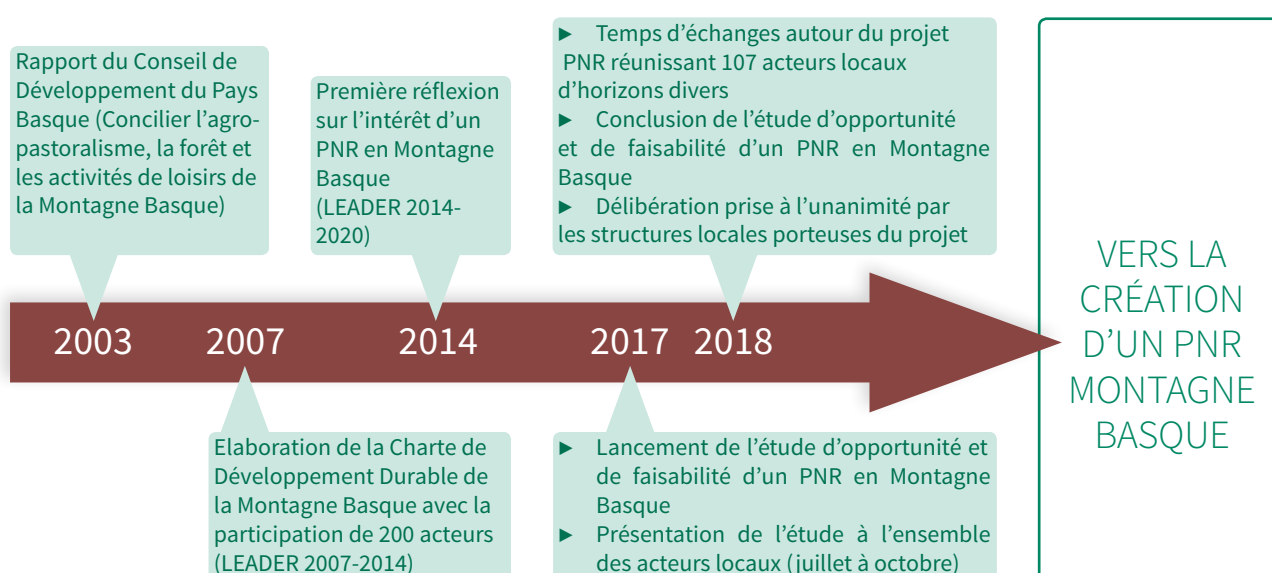 Rapport du Conseil de
Développement du Pays
Basque (Concilier l'agro-
pastoralisme, la forêt et
les activités de loisirs de
la Montagne Basque)
Première réflexion
sur l'intérêt d'un
PNR en Montagne
Basque
(LEADER 2014-
2020)
► Temps d'échanges autour du projet
PNR réunissant 107 acteurs locaux
d'horizons divers
► Conclusion de l'étude d'opportunité
et de faisabilité d'un PNR en Montagne
Basque
► Délibération prise à l'unanimité par
les structures locales porteuses du projet
2003 2007 2014 2017 2018
Elaboration de la Charte de
Développement Durable de
la Montagne Basque avec la
participation de 200 acteurs
(LEADER 2007-2014)
► Lancement de l'étude d'opportunité et
de faisabilité d'un PNR en Montagne
Basque
► Présentation de l'étude à l'ensemble
des acteurs locaux (juillet à octobre)
VERS LA
CRÉATION
D'UN PNR
MONTAGNE
BASQUE